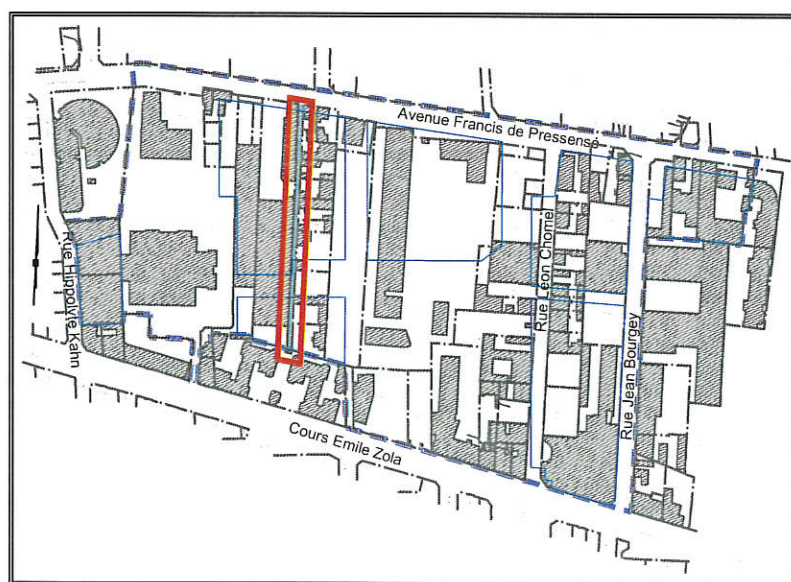 Avenue Francis de Pressensé
Rue Hippolyte Kahn
Rue Léon Chomel
Rue Jean Bourgey
Cours Emile Zola